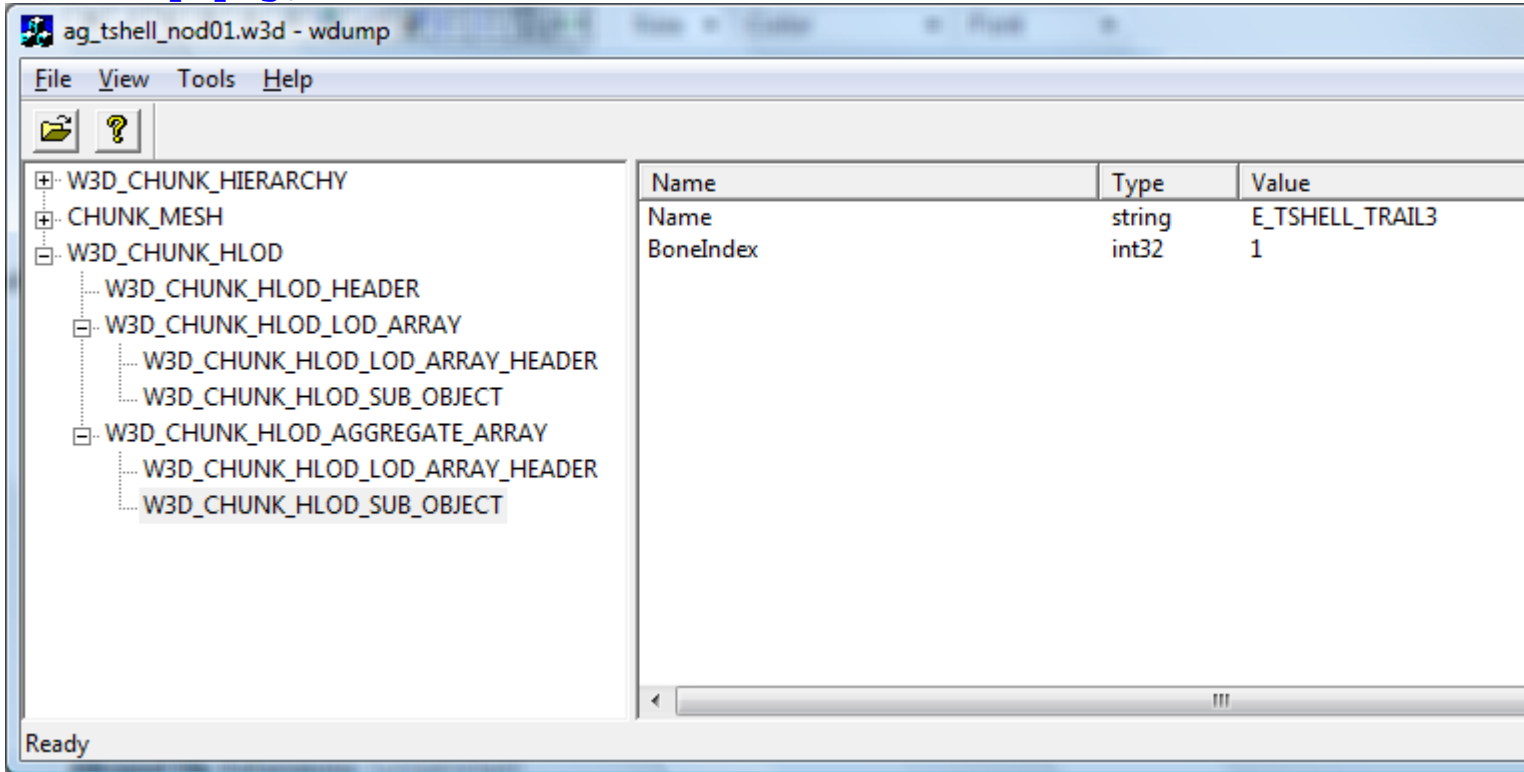 ag_tshell_nod01.w3d - wdump
File View Tools Help
W3D_CHUNK_HIERARCHY
CHUNK_MESH
W3D_CHUNK_HLOD
W3D_CHUNK_HLOD_HEADER
W3D_CHUNK_HLOD_LOD_ARRAY
W3D_CHUNK_HLOD_LOD_ARRAY_HEADER
W3D_CHUNK_HLOD_SUB_OBJECT
W3D_CHUNK_HLOD_AGGREGATE_ARRAY
W3D_CHUNK_HLOD_LOD_ARRAY_HEADER
W3D_CHUNK_HLOD_SUB_OBJECT
Name Type Value
Name string E_TSHELL_TRAIL3
BoneIndex int32 1
Ready